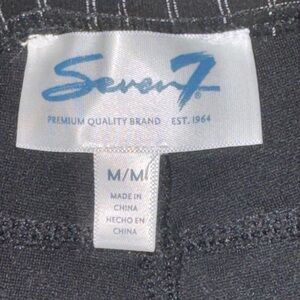 Seven7
PREMIUM QUALITY BRAND EST. 1964
M/M
MADE IN
CHINA
HECHO EN
CHINA